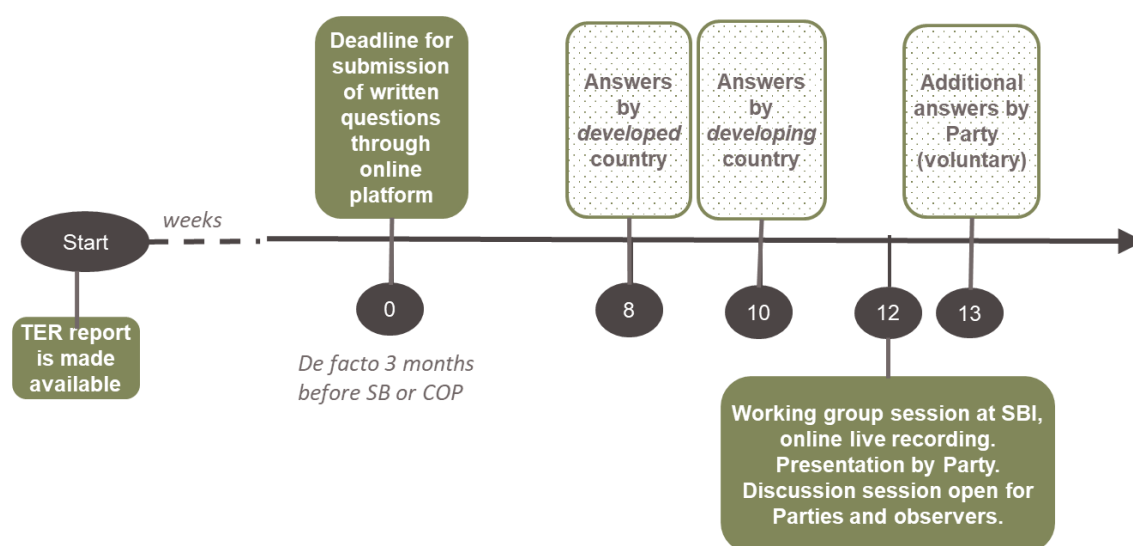 Deadline for
submission
of written
questions
through
online
platform
Answers
by
developed
country
Answers
by
developing
country
Additional
answers by
Party
(voluntary)
weeks
Start
0
8
10
12
13
TER report
is made
available
De facto 3 months
before SB or COP
Working group session at SBI,
online live recording.
Presentation by Party.
Discussion session open for
Parties and observers.